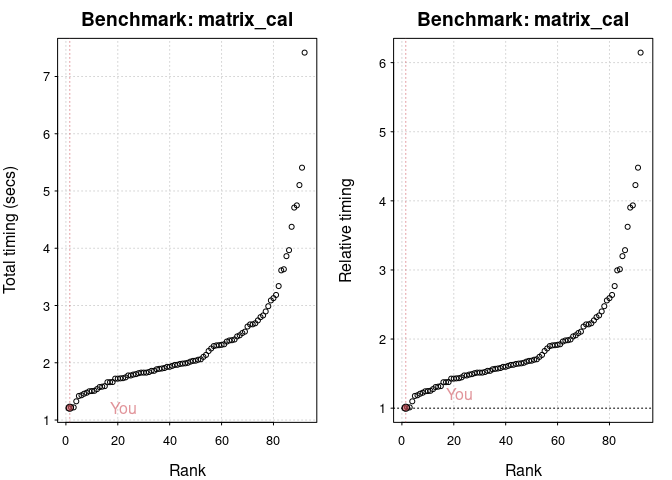 Benchmark: matrix_cal
Total timing (secs)
7
6
5
4
3
2
1
You
0
20
40
60
80
Rank
Benchmark: matrix_cal
Relative timing
6
5
4
3
2
1
You
0
20
40
60
80
Rank